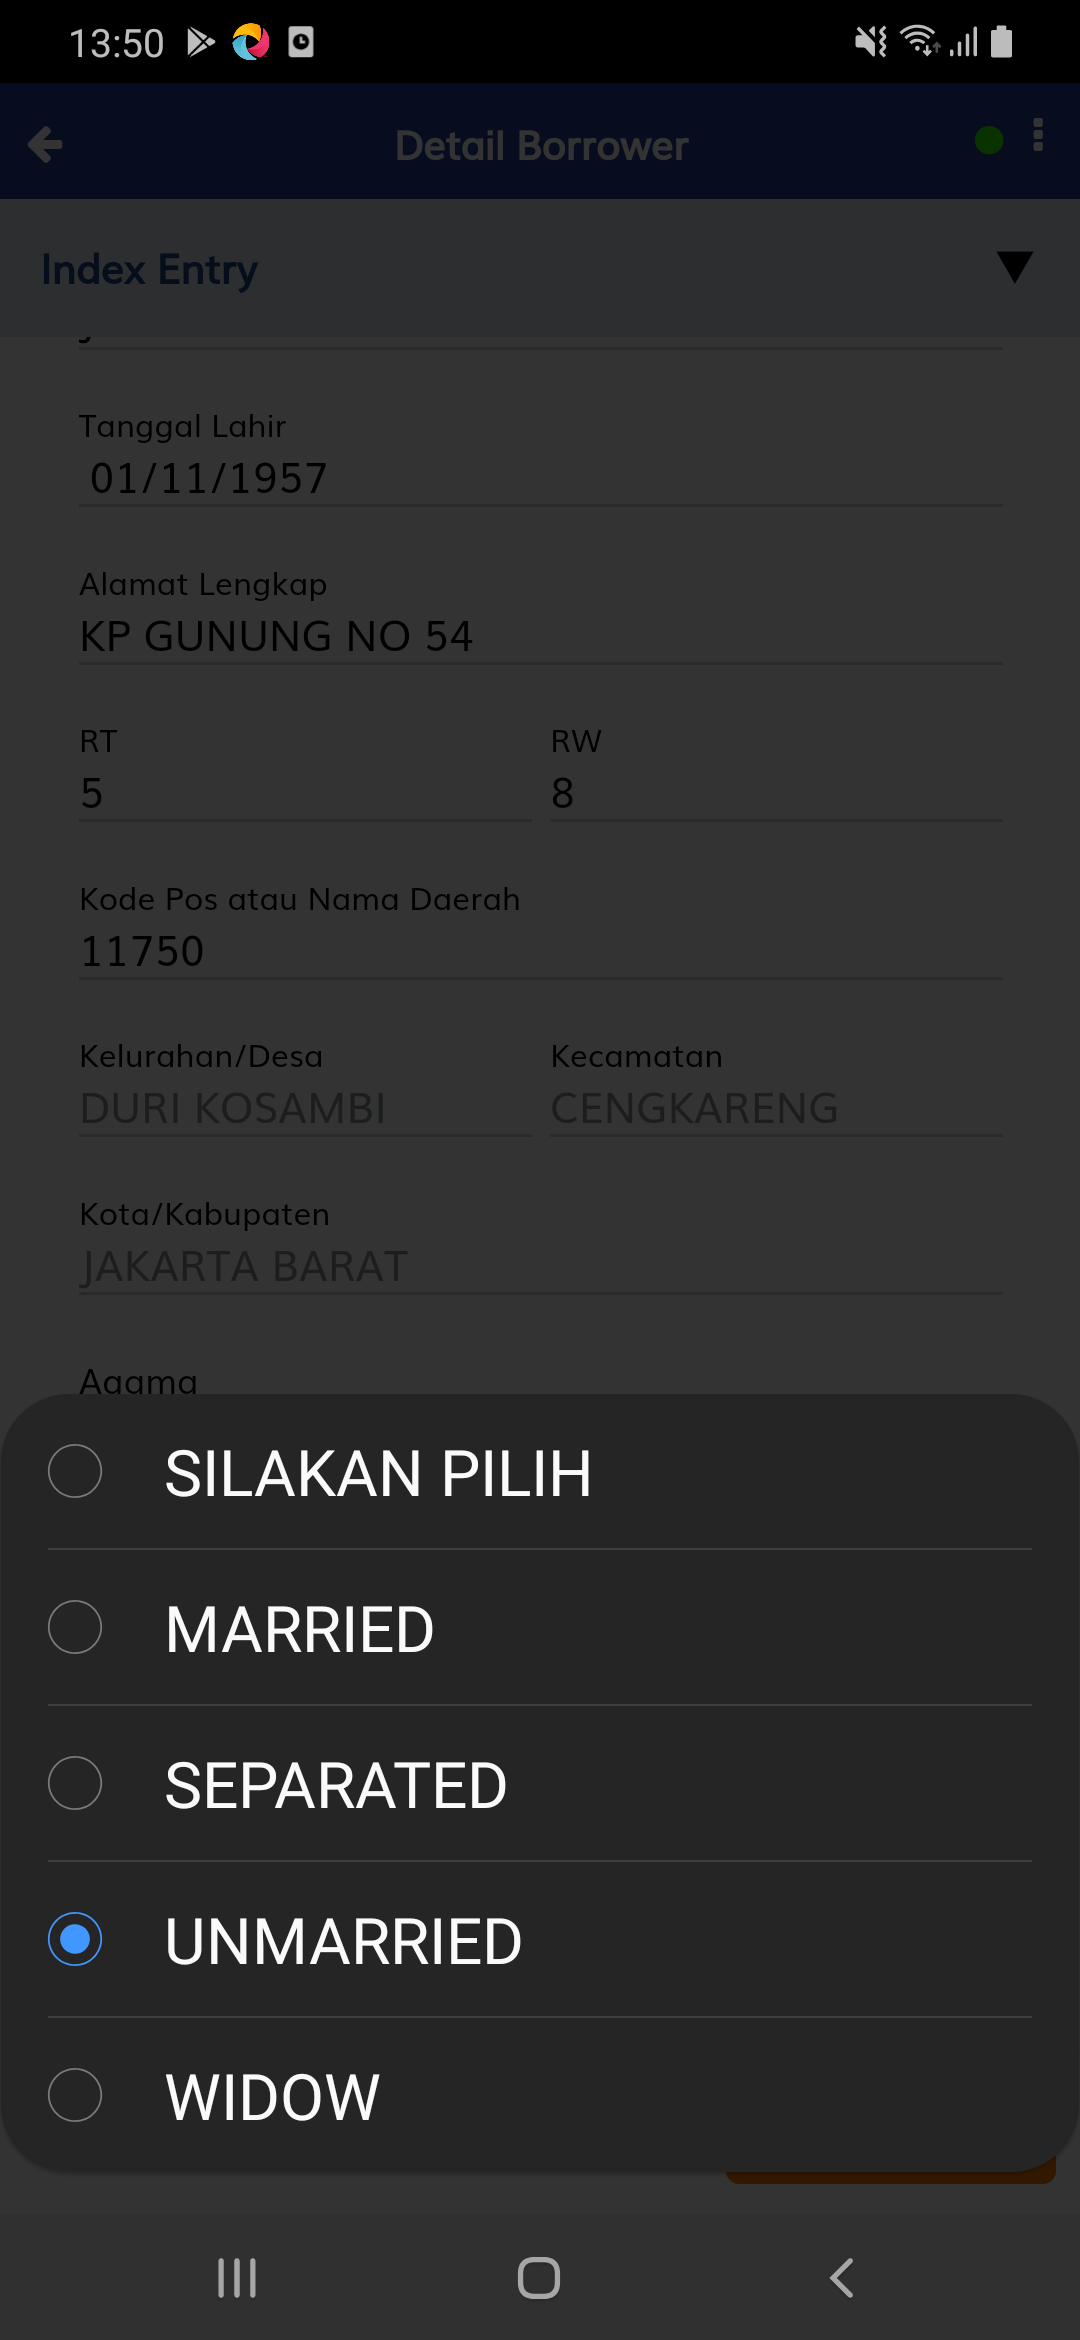 13:50
Detail Borrower
Index Entry
Tanggal Lahir
01/11/1957
Alamat Lengkap
KP GUNUNG NO 54
RT RW
5 8
Kode Pos atau Nama Daerah
11750
Kelurahan/Desa Kecamatan
DURI KOSAMBI CENGKARENG
Kota/Kabupaten
JAKARTA BARAT
Agama
SILAKAN PILIH
MARRIED
SEPARATED
UNMARRIED
WIDOW